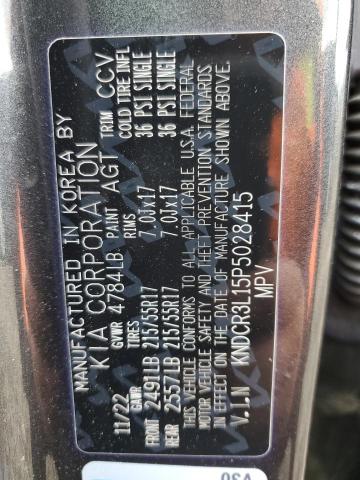 MANUFACTURED IN KOREA BY
KIA CORPORATION
11/22 GVWR 4784LB PAINT AGT TRIM CCV
GAWR TIRES RIMS COLD TIRE INFL
FRONT 2491LB 215/55R17 7.0JX17 36 PSI SINGLE
REAR 2557LB 215/55R17 7.0JX17 36 PSI SINGLE
THIS VEHICLE CONFORMS TO ALL APPLICABLE U.S.A. FEDERAL
MOTOR VEHICLE SAFETY AND THEFT PREVENTION STANDARDS
IN EFFECT ON THE DATE OF MANUFACTURE SHOWN ABOVE.
V.I.N KNDCR3L15P5028415
MPV